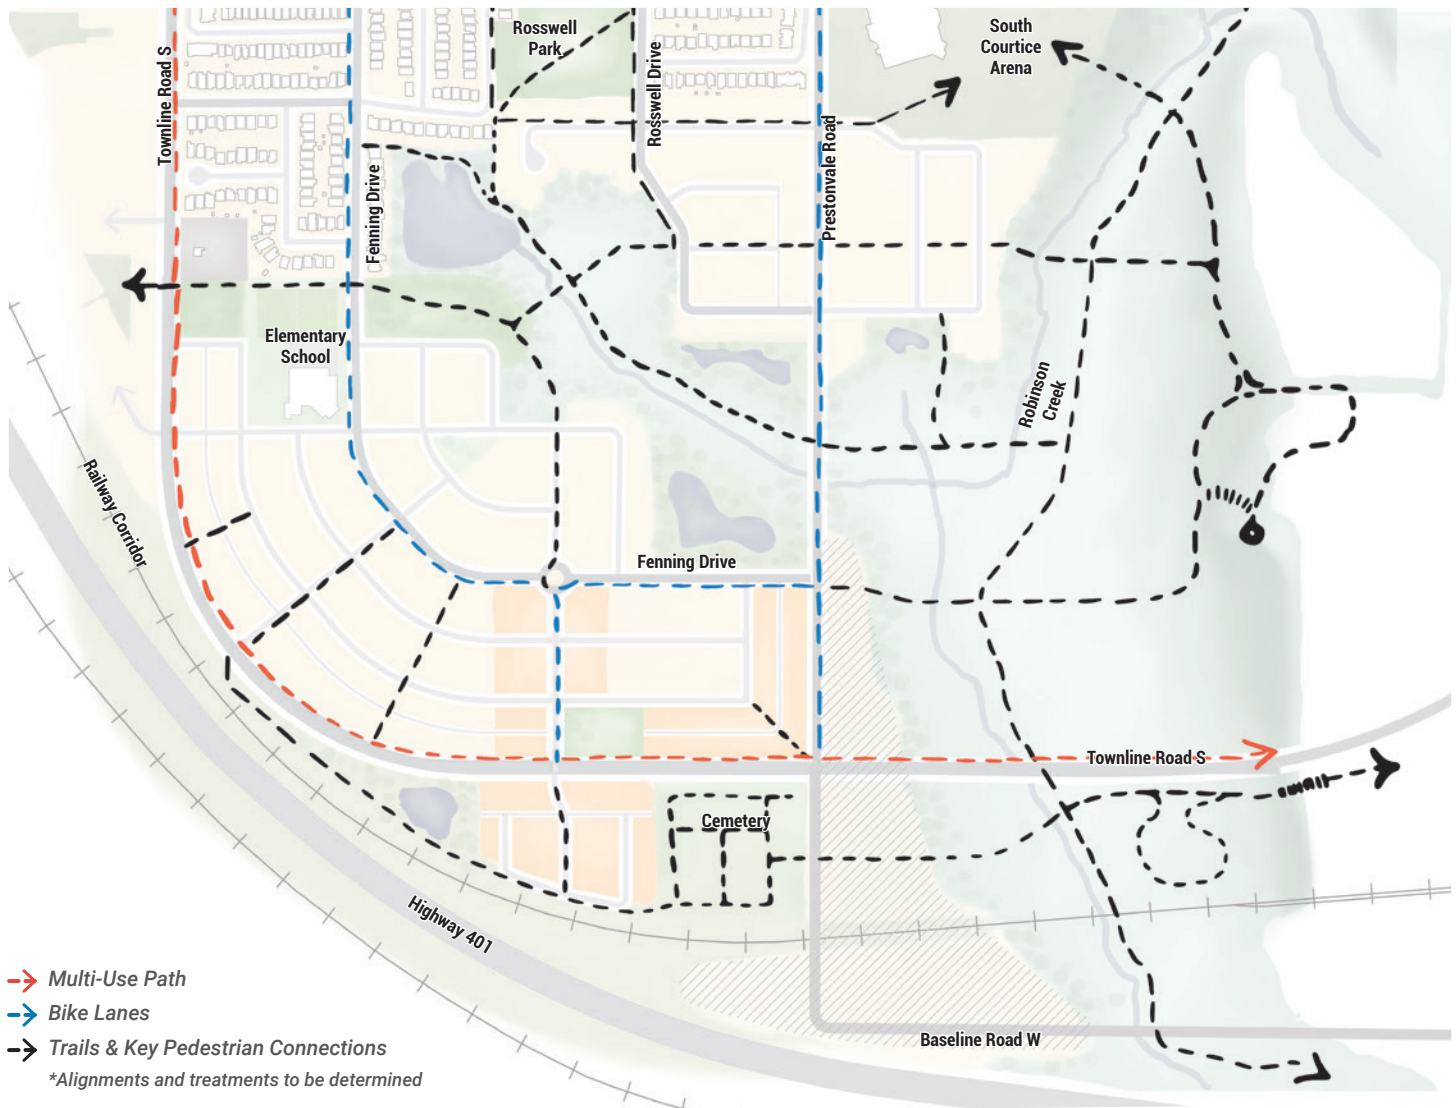 Rosswell
Park
South
Courtice
Arena
Townline Road S
Rosswell Drive
Prestonvale Road
Fenning Drive
Elementary
School
Robinson
Creek
Railway Corridor
Fenning Drive
Townline Road S
Cemetery
Highway 401
Baseline Road W
Multi-Use Path
Bike Lanes
Trails & Key Pedestrian Connections
*Alignments and treatments to be determined